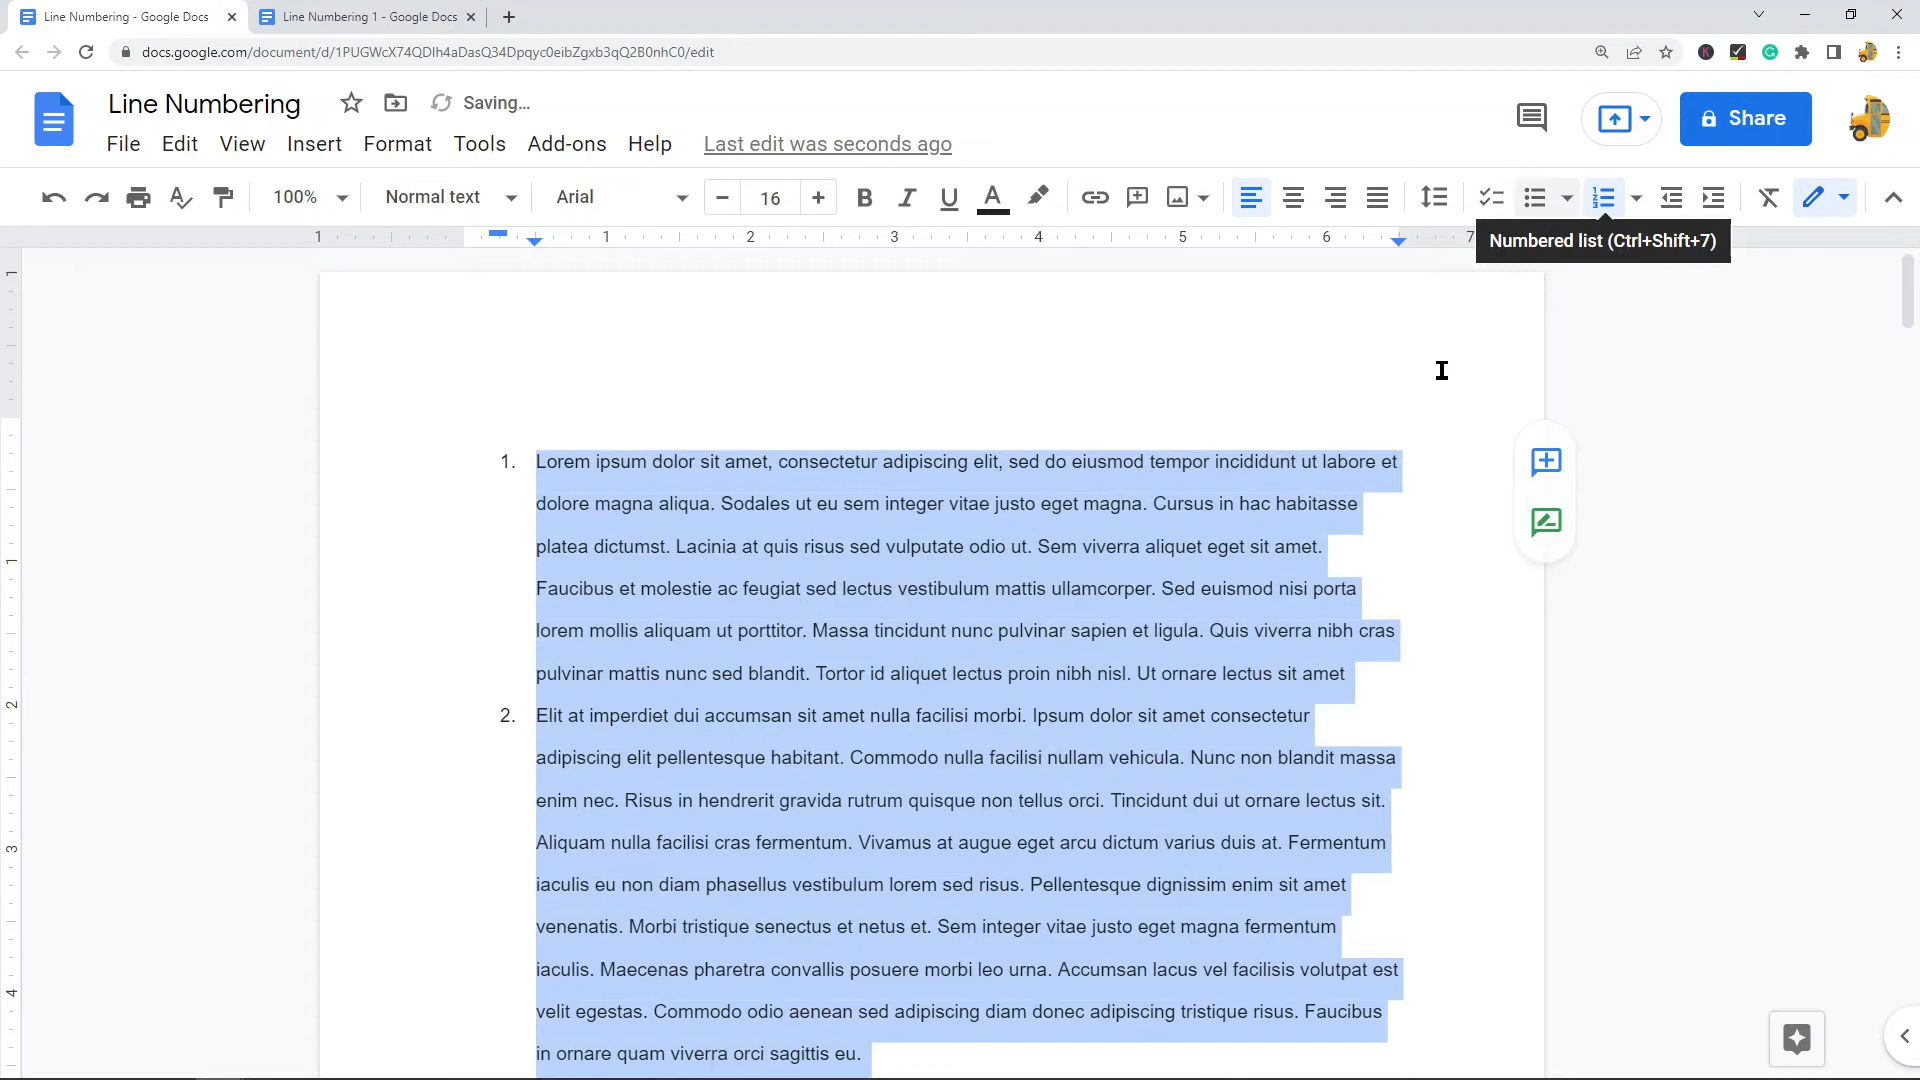 Line Numbering - Google Docs
Line Numbering 1 - Google Docs
docs.google.com/document/d/1PUGWcX74QDIh4aDasQ34Dpqyc0eibZgxb3qQ2B0nhC0/edit
Line Numbering
Saving…
File Edit View Insert Format Tools Add-ons Help Last edit was seconds ago
Share
100% Normal text Arial 16 B I U A
1 1 2 3 4 5 6 7
Numbered list (Ctrl+Shift+7)
1
1. Lorem ipsum dolor sit amet, consectetur adipiscing elit, sed do eiusmod tempor incididunt ut labore et
dolore magna aliqua. Sodales ut eu sem integer vitae justo eget magna. Cursus in hac habitasse
platea dictumst. Lacinia at quis risus sed vulputate odio ut. Sem viverra aliquet eget sit amet.
1
Faucibus et molestie ac feugiat sed lectus vestibulum mattis ullamcorper. Sed euismod nisi porta
lorem mollis aliquam ut porttitor. Massa tincidunt nunc pulvinar sapien et ligula. Quis viverra nibh cras
pulvinar mattis nunc sed blandit. Tortor id aliquet lectus proin nibh nisl. Ut ornare lectus sit amet
2
2. Elit at imperdiet dui accumsan sit amet nulla facilisi morbi. Ipsum dolor sit amet consectetur
adipiscing elit pellentesque habitant. Commodo nulla facilisi nullam vehicula. Nunc non blandit massa
enim nec. Risus in hendrerit gravida rutrum quisque non tellus orci. Tincidunt dui ut ornare lectus sit.
Aliquam nulla facilisi cras fermentum. Vivamus at augue eget arcu dictum varius duis at. Fermentum
3
iaculis eu non diam phasellus vestibulum lorem sed risus. Pellentesque dignissim enim sit amet
venenatis. Morbi tristique senectus et netus et. Sem integer vitae justo eget magna fermentum
iaculis. Maecenas pharetra convallis posuere morbi leo urna. Accumsan lacus vel facilisis volutpat est
4
velit egestas. Commodo odio aenean sed adipiscing diam donec adipiscing tristique risus. Faucibus
in ornare quam viverra orci sagittis eu.